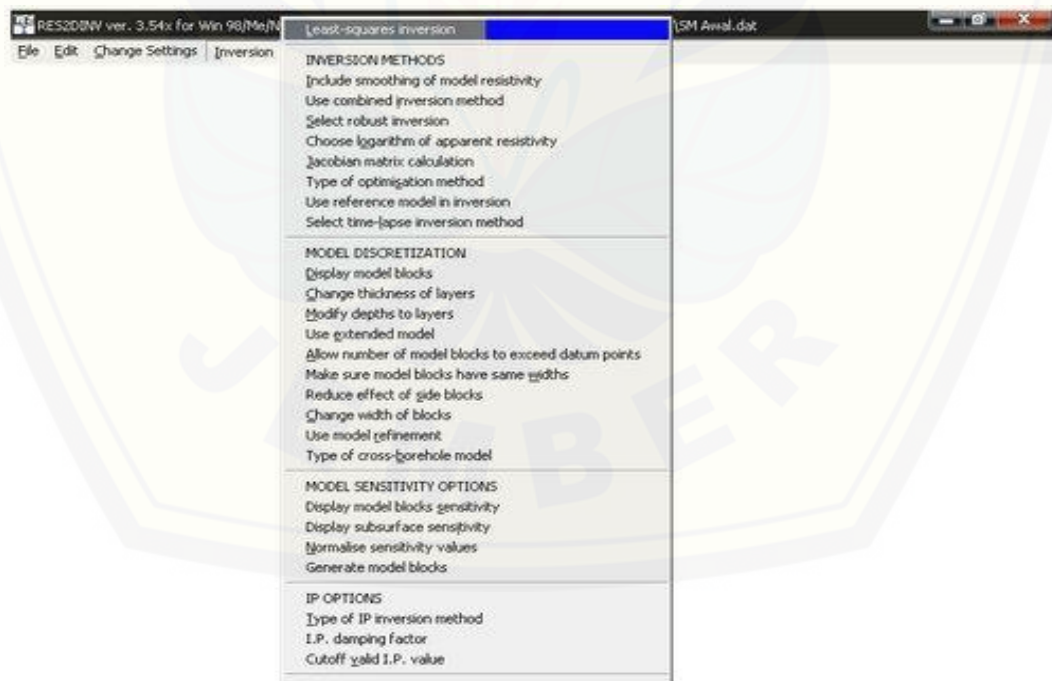 RES2DINV ver. 3.54x for Win 98/Me/N \SM Awal.dat
File Edit Change Settings Inversion
Least-squares inversion
INVERSION METHODS
Include smoothing of model resistivity
Use combined inversion method
Select robust inversion
Choose logarithm of apparent resistivity
Jacobian matrix calculation
Type of optimisation method
Use reference model in inversion
Select time-lapse inversion method
MODEL DISCRETIZATION
Display model blocks
Change thickness of layers
Modify depths to layers
Use extended model
Allow number of model blocks to exceed datum points
Make sure model blocks have same widths
Reduce effect of side blocks
Change width of blocks
Use model refinement
Type of cross-borehole model
MODEL SENSITIVITY OPTIONS
Display model blocks sensitivity
Display subsurface sensitivity
Normalise sensitivity values
Generate model blocks
IP OPTIONS
Type of IP inversion method
I.P. damping factor
Cutoff valid I.P. value
JEMBER